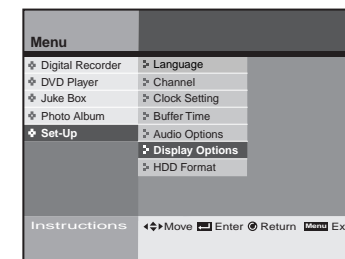 Menu
Digital Recorder
DVD Player
Juke Box
Photo Album
Set-Up
Language
Channel
Clock Setting
Buffer Time
Audio Options
Display Options
HDD Format
Instructions
Move Enter Return Menu Ex